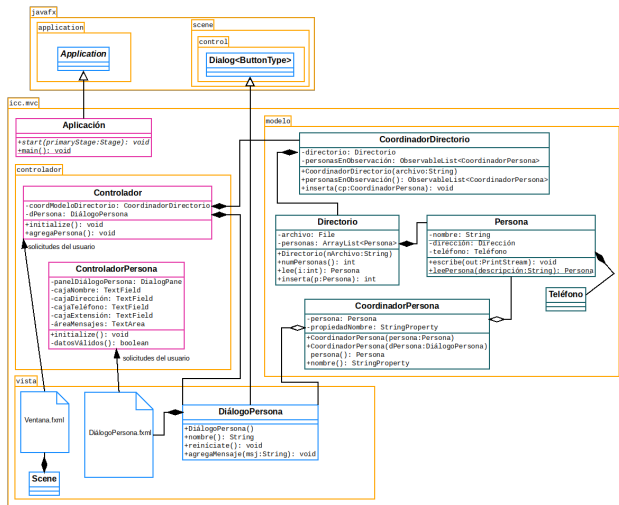 javafx
application
Application
scene
control
Dialog<ButtonType>
icc.mvc
Aplicación
+start(primaryStage:Stage): void
+main(): void
modelo
CoordinadorDirectorio
-directorio: Directorio
-personasEnObservación: ObservableList<CoordinadorPersona>
+CoordinadorDirectorio(archivo:String)
+personasEnObservación(): ObservableList<CoordinadorPersona>
+inserta(cp:CoordinadorPersona): void
controlador
Controlador
-coordModeloDirectorio: CoordinadorDirectorio
-dPersona: DiálogoPersona
+initialize(): void
+agregaPersona(): void
solicitudes del usuario
Directorio
-archivo: File
-personas: ArrayList<Persona>
+Directorio(nArchivo:String)
+numPersonas(): int
+lee(i:int): Persona
+inserta(p:Persona): int
Persona
-nombre: String
-dirección: Dirección
-teléfono: Teléfono
+escribe(out:PrintStream): void
+leePersona(descripción:String): Persona
Teléfono
ControladorPersona
-panelDiálogoPersona: DialogPane
-cajaNombre: TextField
-cajaDirección: TextField
-cajaTeléfono: TextField
-cajaExtensión: TextField
-áreaMensajes: TextArea
+initialize(): void
+datosVálidos(): boolean
solicitudes del usuario
CoordinadorPersona
-persona: Persona
-propiedadNombre: StringProperty
+CoordinadorPersona(persona:Persona)
+CoordinadorPersona(dPersona:DiálogoPersona)
persona(): Persona
+nombre(): StringProperty
vista
Ventana.fxml
Scene
DiálogoPersona.fxml
DiálogoPersona
+DiálogoPersona()
+nombre(): String
+reiníciate(): void
+agregaMensaje(msj:String): void